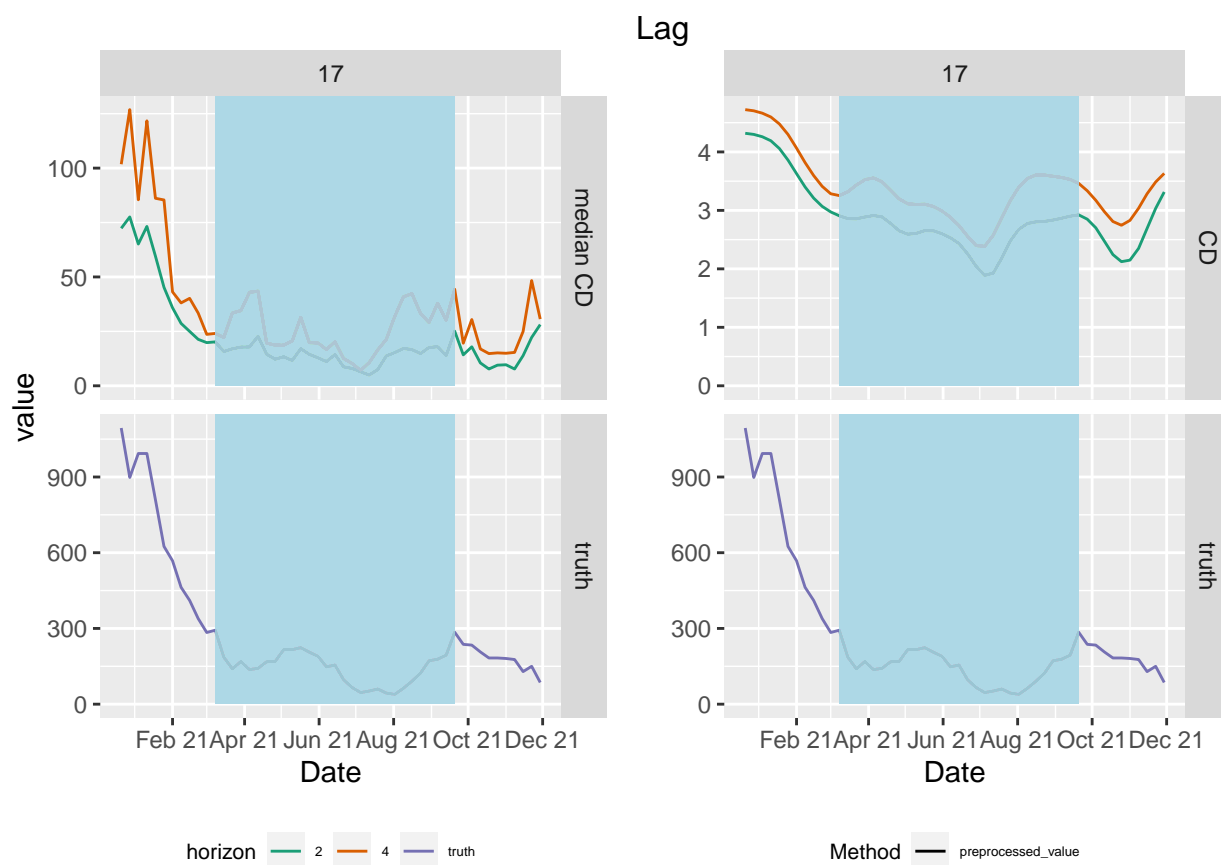 Lag
17
17
100
50
0
median CD
4
3
2
1
0
CD
value
900
600
300
0
truth
900
600
300
0
truth
Feb 21 Apr 21 Jun 21 Aug 21 Oct 21 Dec 21
Feb 21 Apr 21 Jun 21 Aug 21 Oct 21 Dec 21
Date
Date
horizon 2 4 truth
Method preprocessed_value